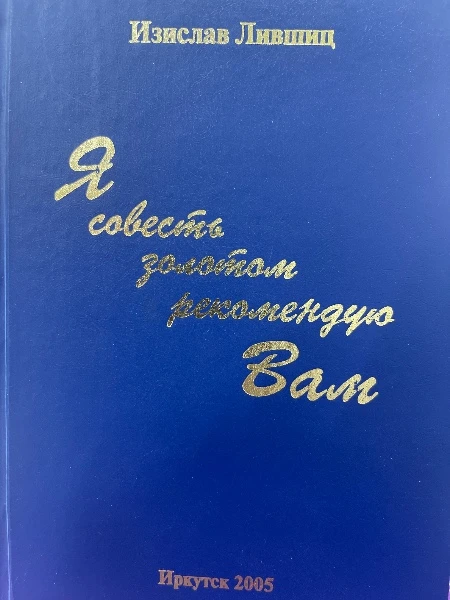 Изислав Лившиц
Я
совесть
золотом
рекомендую
Вам
Иркутск 2005